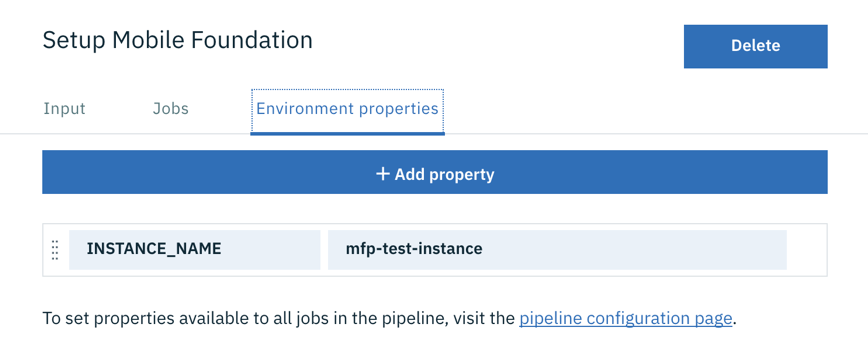 Setup Mobile Foundation
Delete
Input Jobs Environment properties
+ Add property
INSTANCE_NAME mfp-test-instance
To set properties available to all jobs in the pipeline, visit the pipeline configuration page.